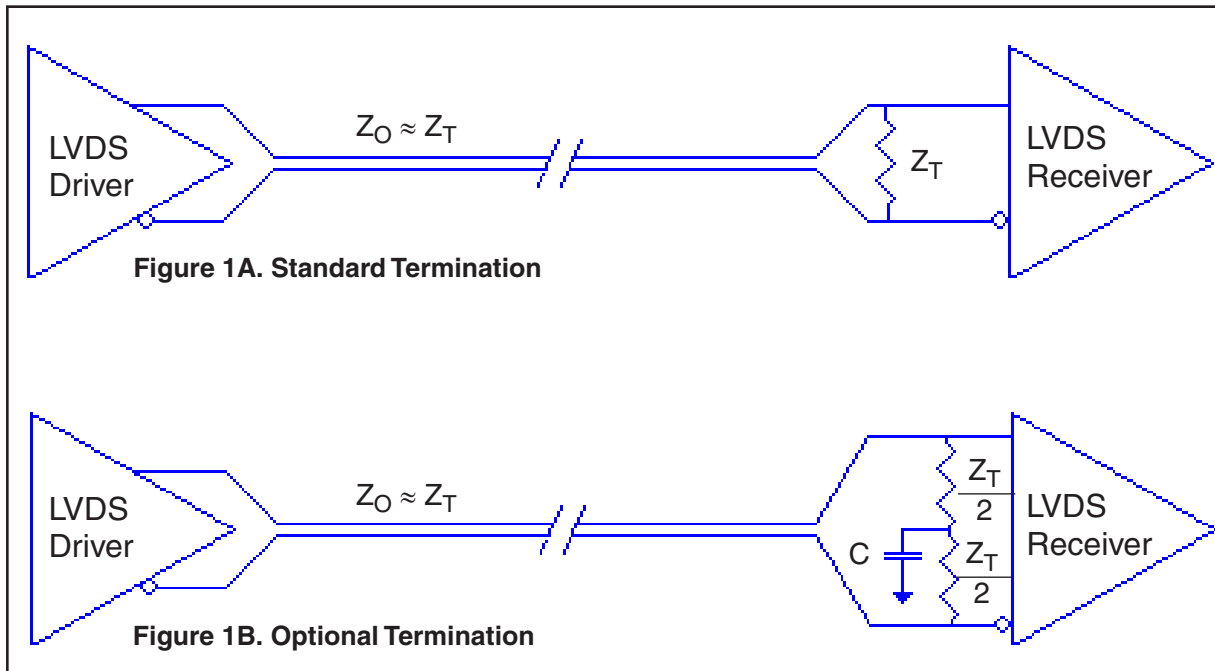 LVDS
Driver
Z_O ≈ Z_T
Z_T
LVDS
Receiver
Figure 1A. Standard Termination
LVDS
Driver
Z_O ≈ Z_T
C
Z_T
2
Z_T
2
LVDS
Receiver
Figure 1B. Optional Termination